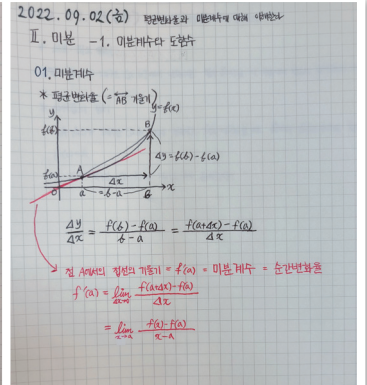 2022.09.02(금) 평균변화율과 미분계수에 대해 이해한다
Ⅱ. 미분 -1. 미분계수와 도함수
01. 미분계수
* 평균변화율 (= AB 기울기)
y y=f(x)
f(b) B
Δy=f(b)-f(a)
f(a) A
Δx
O a =b-a b x
Δy/Δx = f(b)-f(a)/b-a = f(a+Δx)-f(a)/Δx
점 A에서의 접선의 기울기 = f'(a) = 미분계수 = 순간변화율
f'(a) = lim Δx→0 f(a+Δx)-f(a)/Δx
= lim x→a f(x)-f(a)/x-a